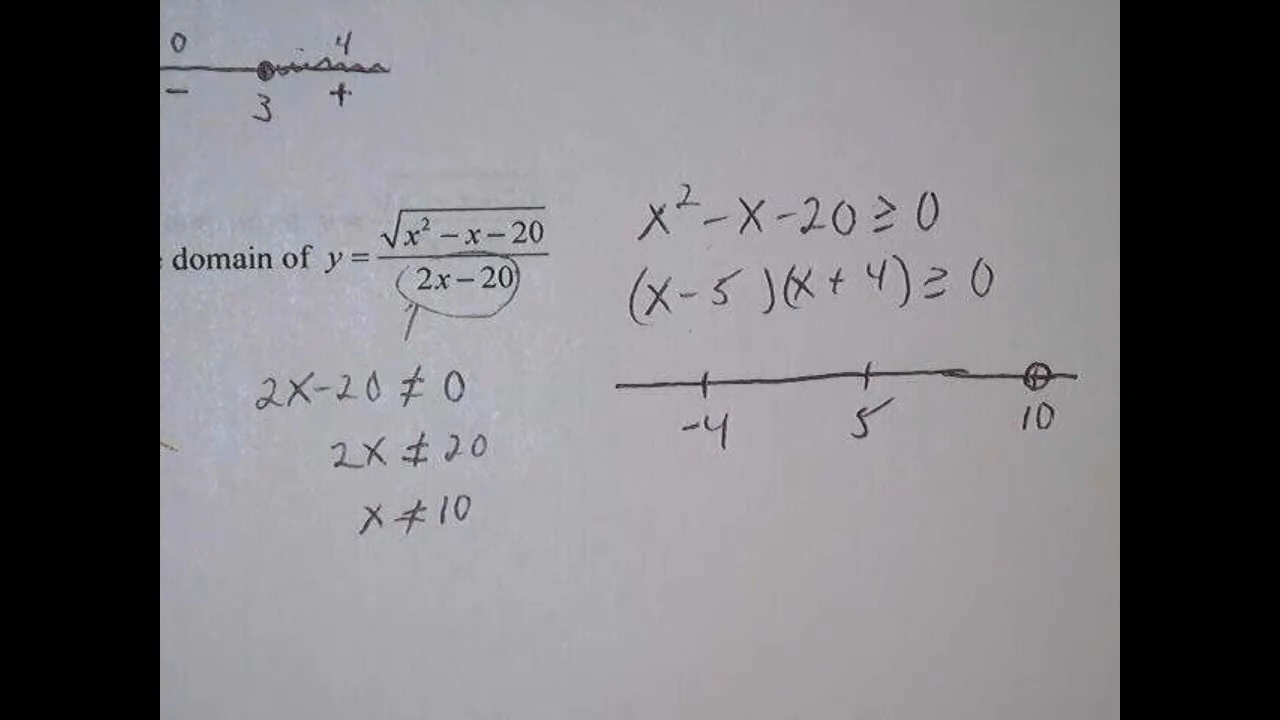 0 4
- 3 +
domain of y = √(x² - x - 20) / (2x - 20)
2x - 20 ≠ 0
2x ≠ 20
x ≠ 10
x² - x - 20 ≥ 0
(x - 5)(x + 4) ≥ 0
-4 5 10